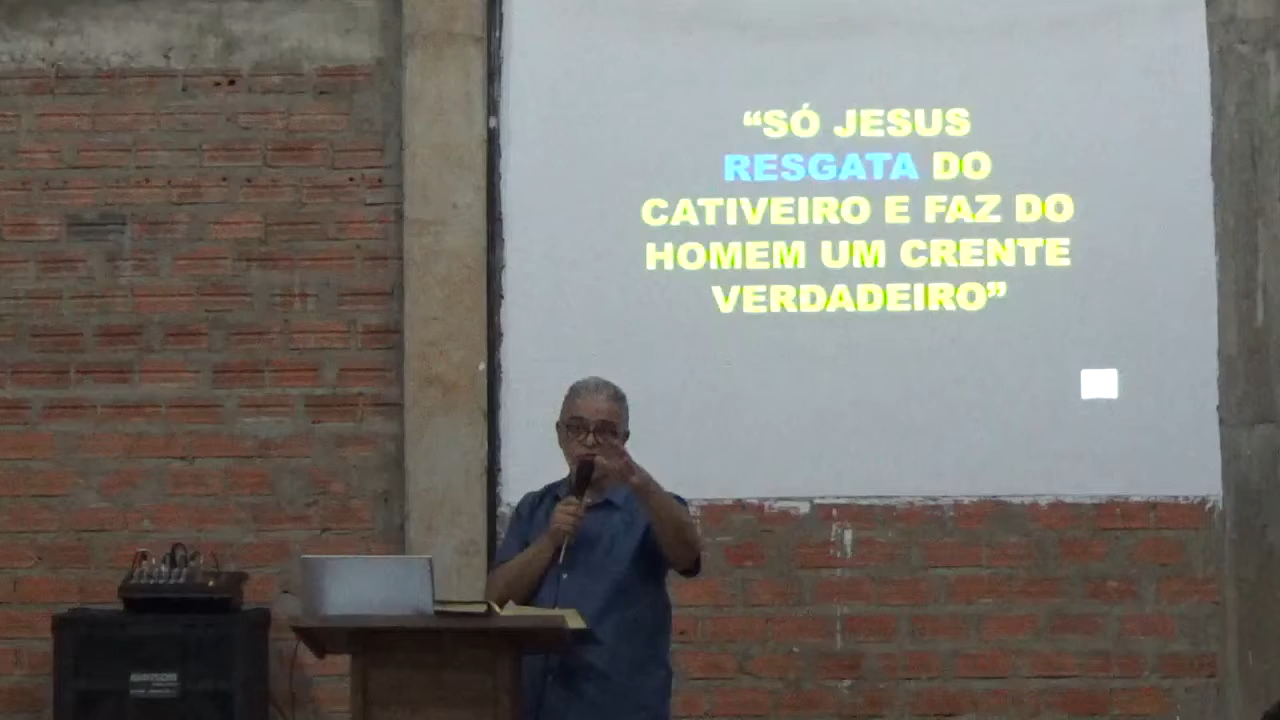 “SÓ JESUS
RESGATA DO
CATIVEIRO E FAZ DO
HOMEM UM CRENTE
VERDADEIRO”